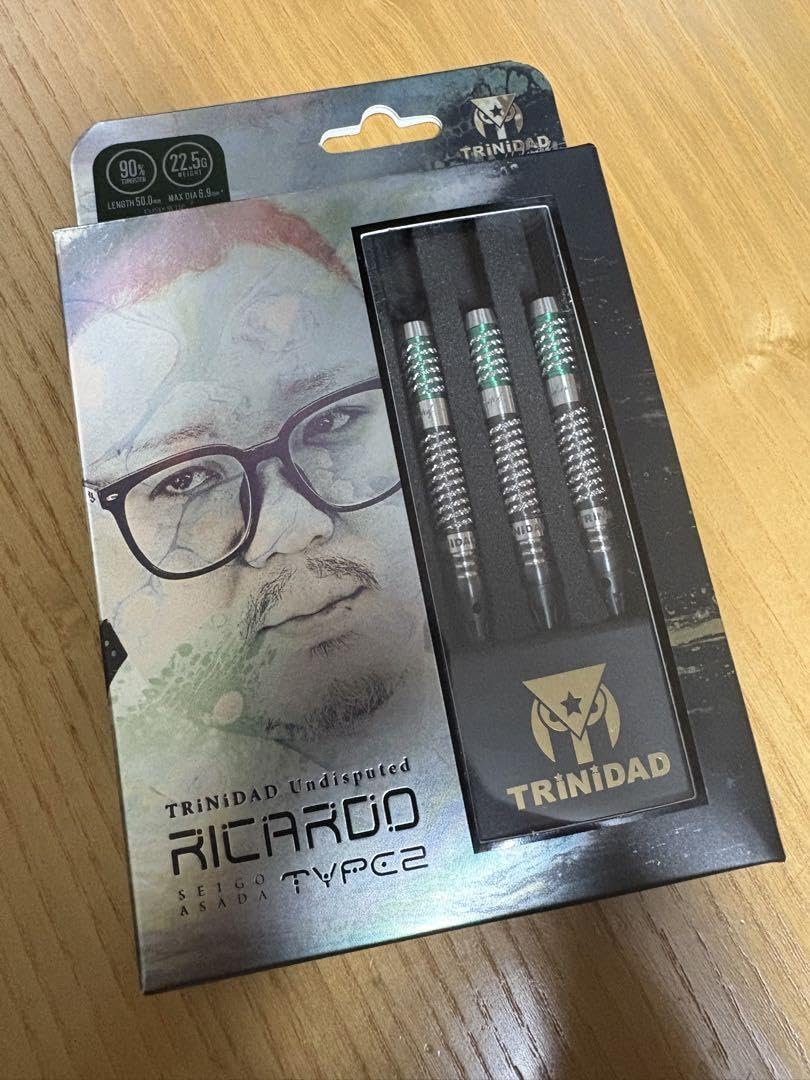 90%
TUNGSTEN
22.5G
WEIGHT
LENGTH 50.0mm MAX DIA 6.9mm
TRiNiDAD
TRiNiDAD
TRiNiDAD Undisputed
RICARDO
SEIGO
ASADA
TYPE2